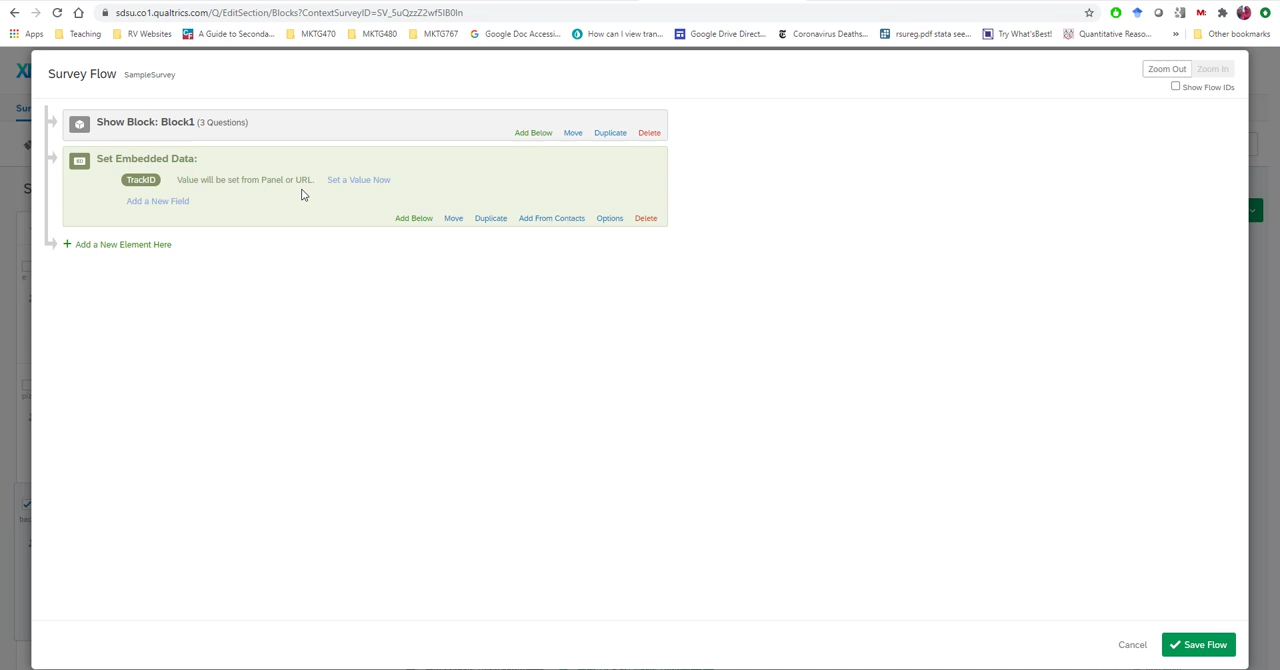 sdsu.co1.qualtrics.com/Q/EditSection/Blocks?ContextSurveyID=SV_5uQzzZ2wf5IB0ln
Apps Teaching RV Websites A Guide to Seconda... MKTG470 MKTG480 MKTG767 Google Doc Accessi... How can I view tran... Google Drive Direct... Coronavirus Deaths... rsureg.pdf stata see... Try What'sBest! Quantitative Reaso... » Other bookmarks
Survey Flow SampleSurvey
Zoom Out Zoom In
Show Flow IDs
Show Block: Block1 (3 Questions)
Add Below Move Duplicate Delete
Set Embedded Data:
TrackID Value will be set from Panel or URL. Set a Value Now
Add a New Field
Add Below Move Duplicate Add From Contacts Options Delete
+ Add a New Element Here
Cancel Save Flow